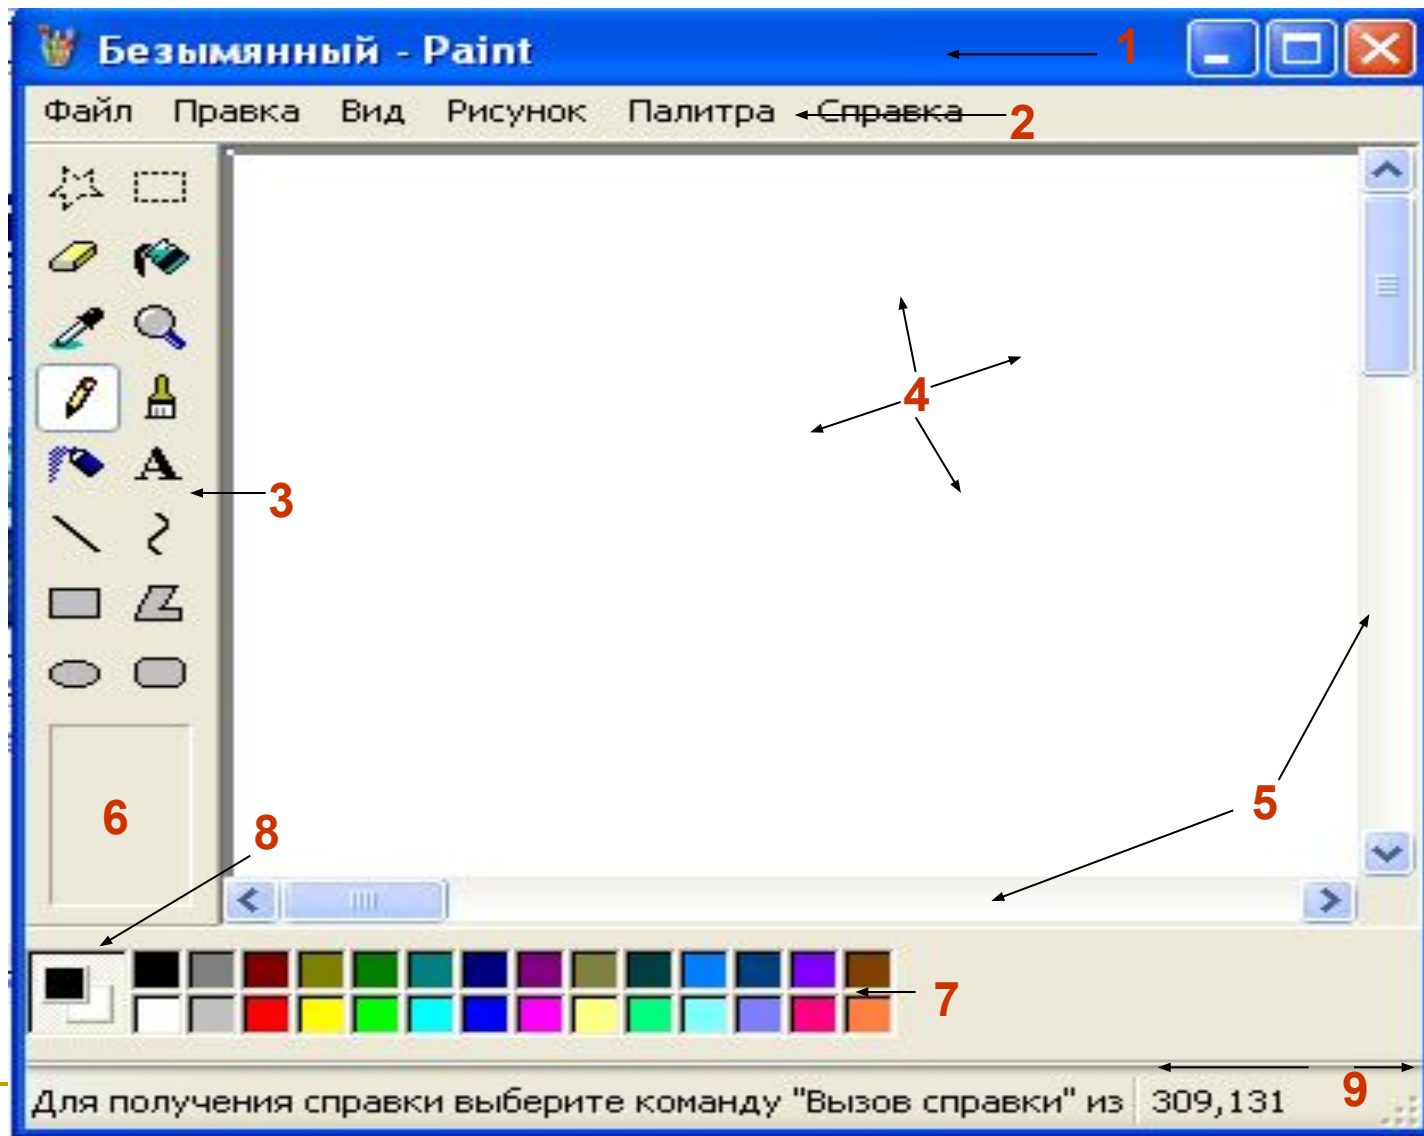 Безымянный - Paint
1
Файл Правка Вид Рисунок Палитра Справка
2
A
3
4
5
6
8
7
Для получения справки выберите команду "Вызов справки" из 309,131
9